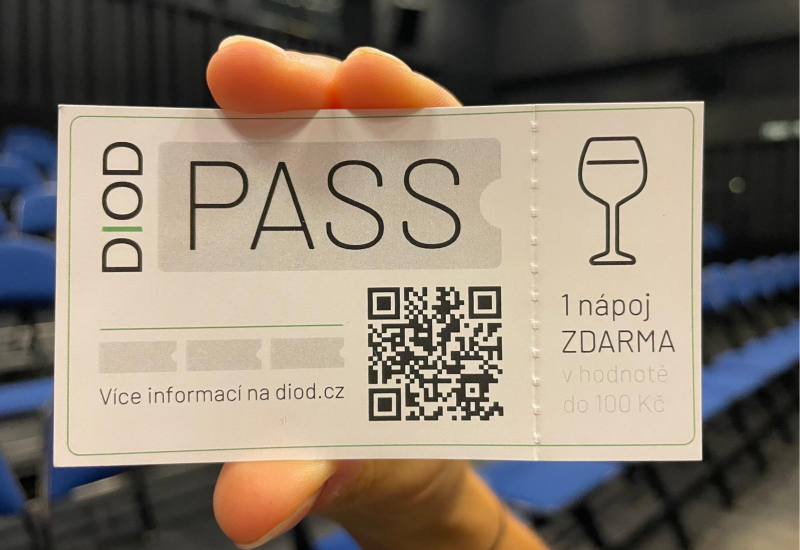 DIOD
PASS
Více informací na diod.cz
1 nápoj
ZDARMA
v hodnotě
do 100 Kč